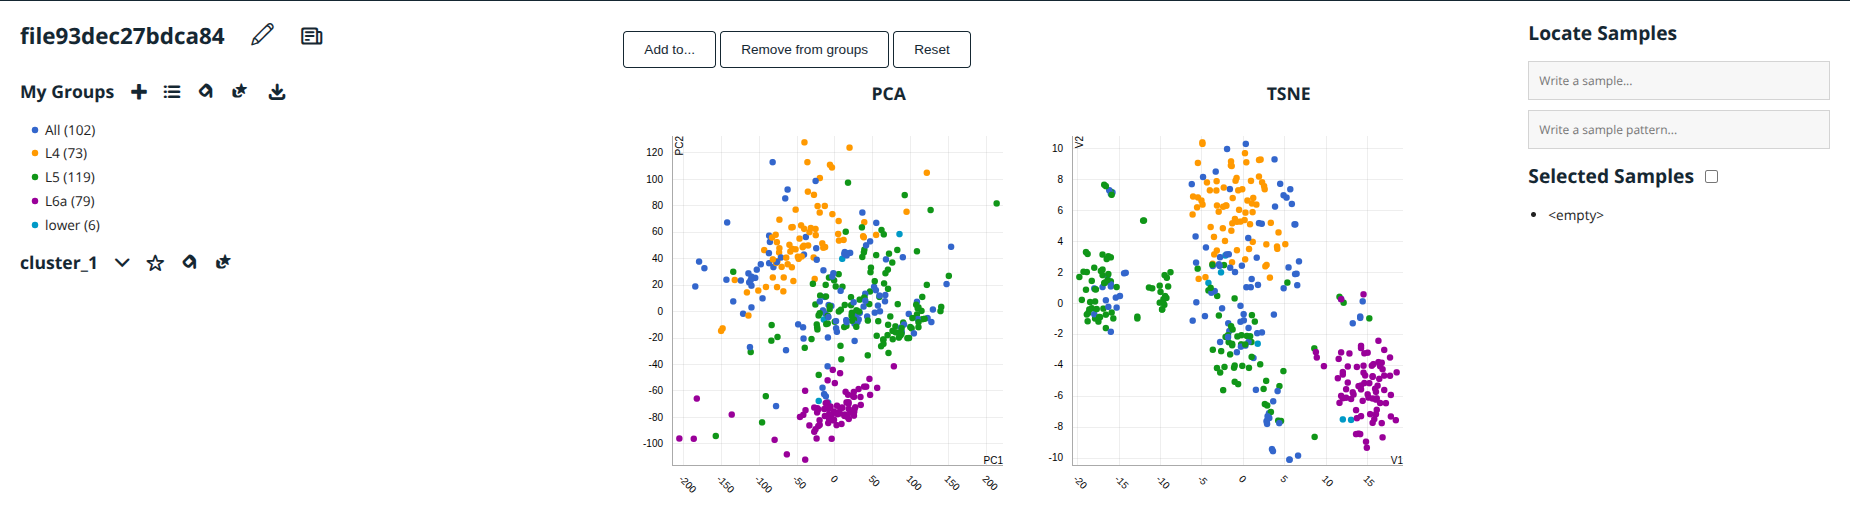 file93dec27bdca84
My Groups
All (102)
L4 (73)
L5 (119)
L6a (79)
lower (6)
cluster_1
Add to...
Remove from groups
Reset
PCA
PC2
120
100
80
60
40
20
0
-20
-40
-60
-80
-100
PC1
-200 -150 -100 -50 0 50 100 150 200
TSNE
V2
10
8
6
4
2
0
-2
-4
-6
-8
-10
V1
-20 -15 -10 -5 0 5 10 15
Locate Samples
Write a sample...
Write a sample pattern...
Selected Samples
<empty>